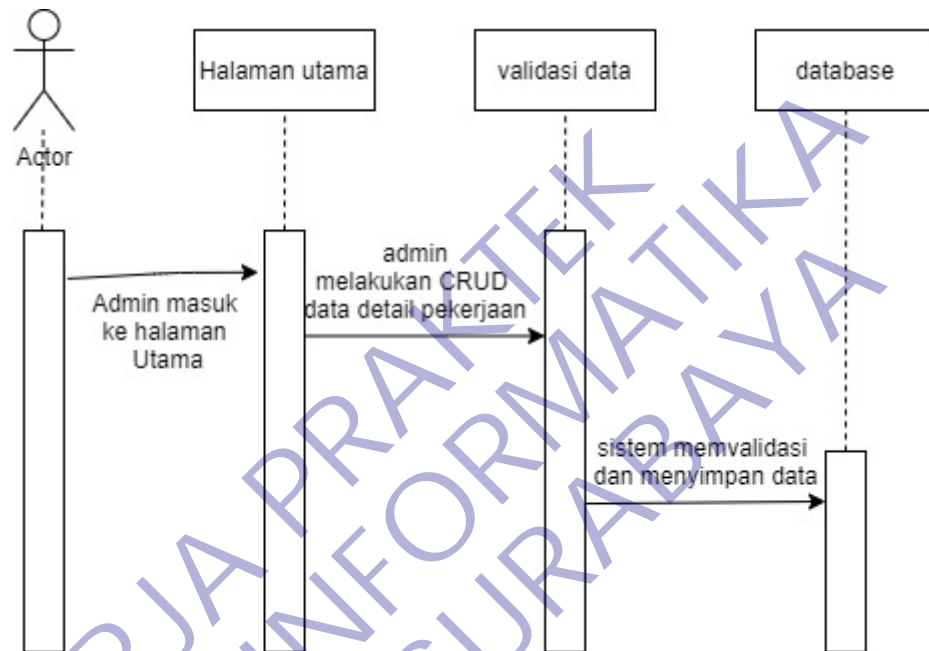 Actor
Halaman utama
validasi data
database
Admin masuk
ke halaman
Utama
admin
melakukan CRUD
data detail pekerjaan
sistem memvalidasi
dan menyimpan data
RJA PRAKTEK
INFORMATIKA
SURABAYA